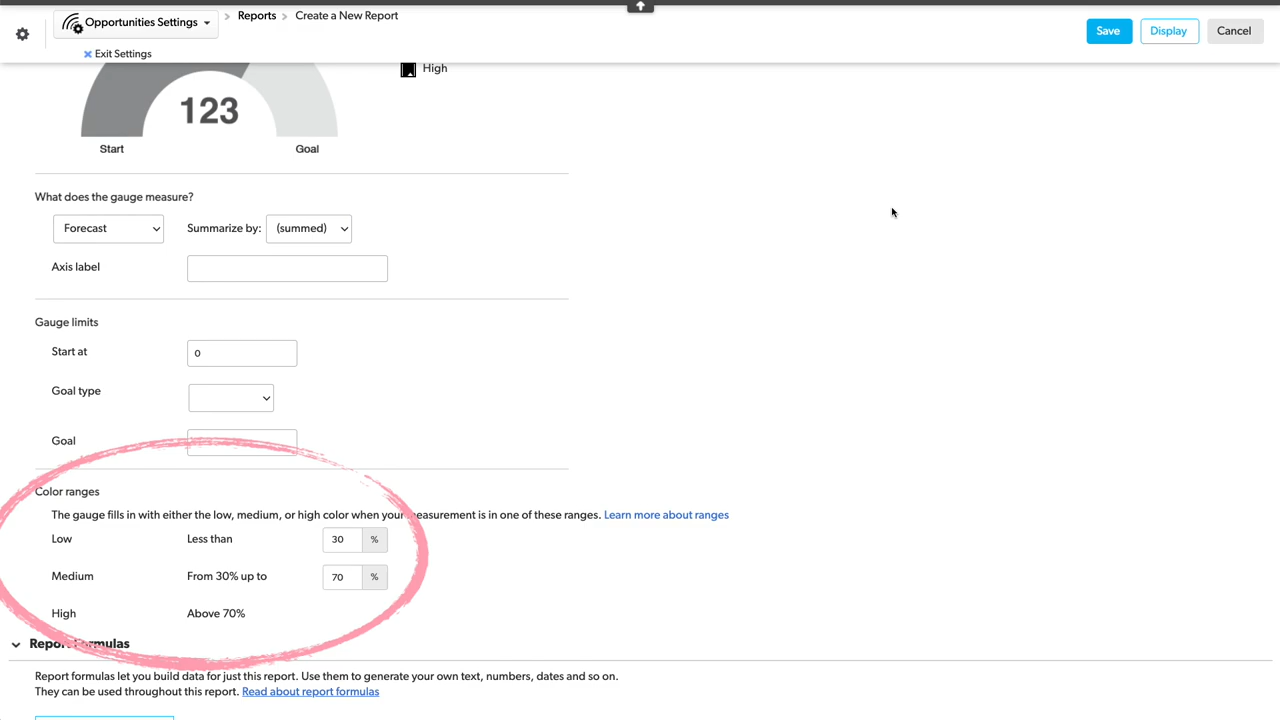 Opportunities Settings > Reports > Create a New Report
Save Display Cancel
Exit Settings
High
123
Start Goal
What does the gauge measure?
Forecast Summarize by: (summed)
Axis label
Gauge limits
Start at 0
Goal type
Goal
Color ranges
The gauge fills in with either the low, medium, or high color when your measurement is in one of these ranges. Learn more about ranges
Low Less than 30 %
Medium From 30% up to 70 %
High Above 70%
Report Formulas
Report formulas let you build data for just this report. Use them to generate your own text, numbers, dates and so on.
They can be used throughout this report. Read about report formulas